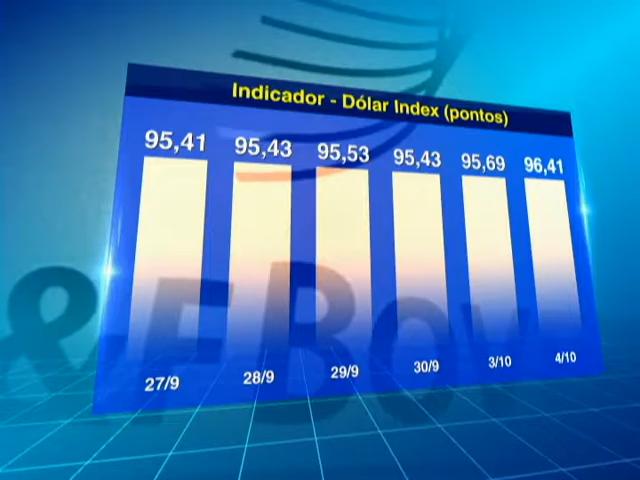 Indicador - Dólar Index (pontos)
95,41 95,43 95,53 95,43 95,69 96,41
27/9 28/9 29/9 30/9 3/10 4/10